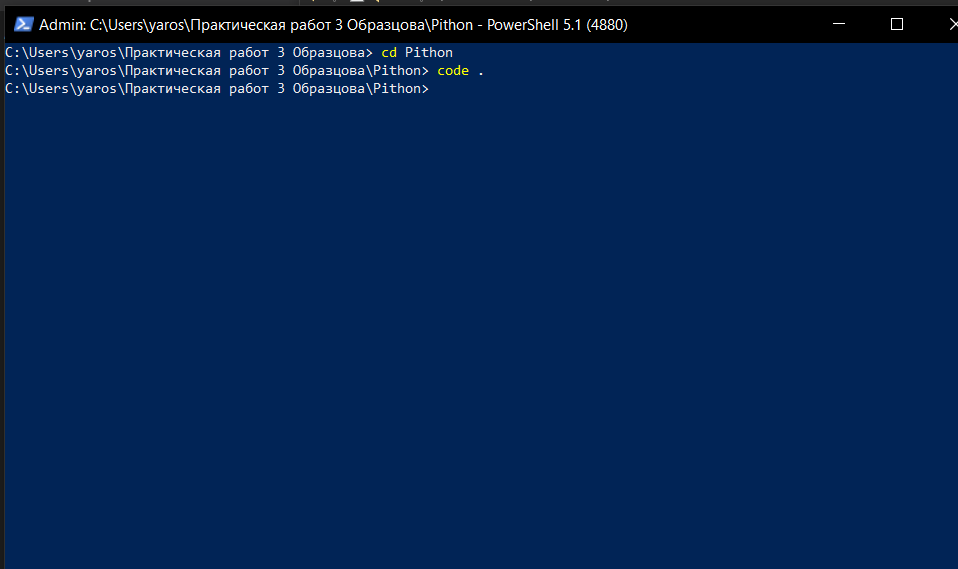 Admin: C:\Users\yaros\Практическая работ 3 Образцова\Pithon - PowerShell 5.1 (4880)
C:\Users\yaros\Практическая работ 3 Образцова> cd Pithon
C:\Users\yaros\Практическая работ 3 Образцова\Pithon> code .
C:\Users\yaros\Практическая работ 3 Образцова\Pithon>